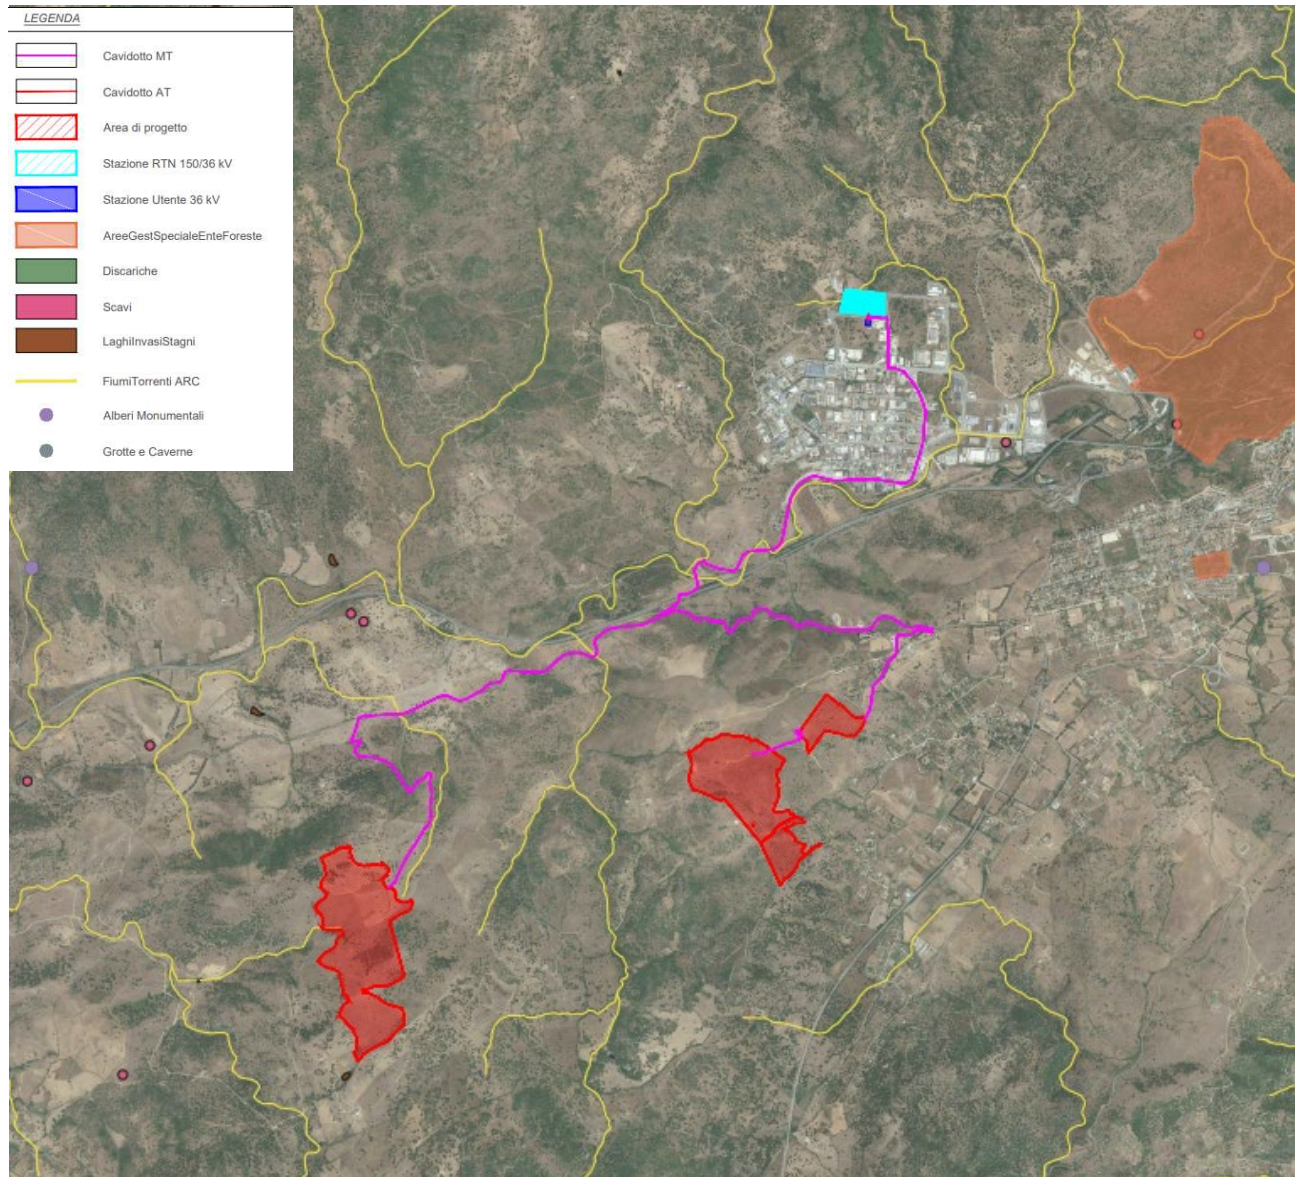 LEGENDA
Cavidotto MT
Cavidotto AT
Area di progetto
Stazione RTN 150/36 kV
Stazione Utente 36 kV
AreeGestSpecialeEnteForeste
Discariche
Scavi
LaghiInvasiStagni
FiumiTorrenti ARC
Alberi Monumentali
Grotte e Caverne